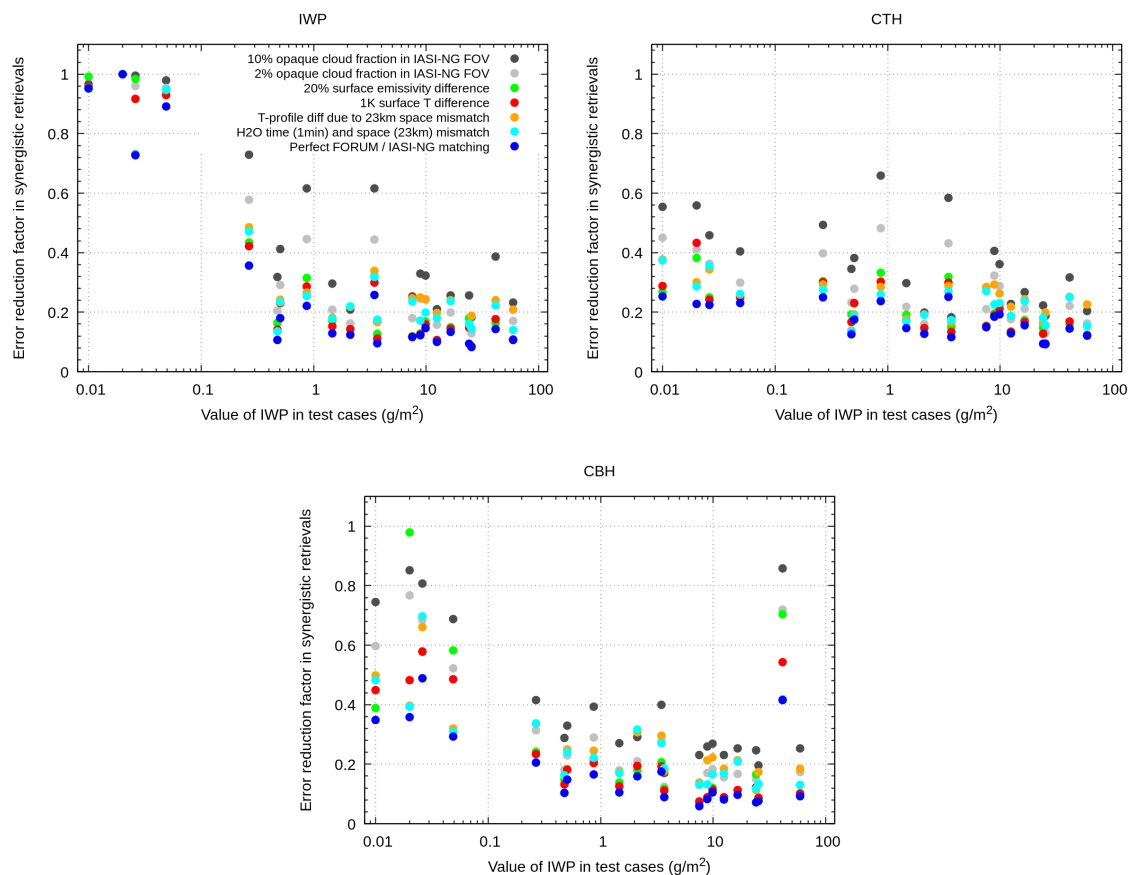 IWP
Error reduction factor in synergistic retrievals
1
0.8
0.6
0.4
0.2
0
0.01
0.1
1
10
100
Value of IWP in test cases (g/m²)
10% opaque cloud fraction in IASI-NG FOV
2% opaque cloud fraction in IASI-NG FOV
20% surface emissivity difference
1K surface T difference
T-profile diff due to 23km space mismatch
H2O time (1min) and space (23km) mismatch
Perfect FORUM / IASI-NG matching
CTH
Error reduction factor in synergistic retrievals
1
0.8
0.6
0.4
0.2
0
0.01
0.1
1
10
100
Value of IWP in test cases (g/m²)
CBH
Error reduction factor in synergistic retrievals
1
0.8
0.6
0.4
0.2
0
0.01
0.1
1
10
100
Value of IWP in test cases (g/m²)